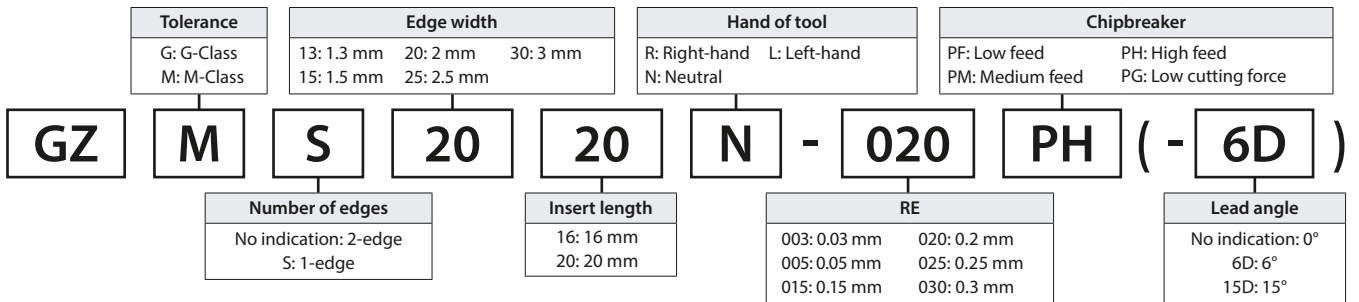 Tolerance
G: G-Class
M: M-Class
Edge width
13: 1.3 mm 20: 2 mm 30: 3 mm
15: 1.5 mm 25: 2.5 mm
Hand of tool
R: Right-hand L: Left-hand
N: Neutral
Chipbreaker
PF: Low feed PH: High feed
PM: Medium feed PG: Low cutting force
GZ M S 20 20 N - 020 PH ( - 6D )
Number of edges
No indication: 2-edge
S: 1-edge
Insert length
16: 16 mm
20: 20 mm
RE
003: 0.03 mm 020: 0.2 mm
005: 0.05 mm 025: 0.25 mm
015: 0.15 mm 030: 0.3 mm
Lead angle
No indication: 0°
6D: 6°
15D: 15°